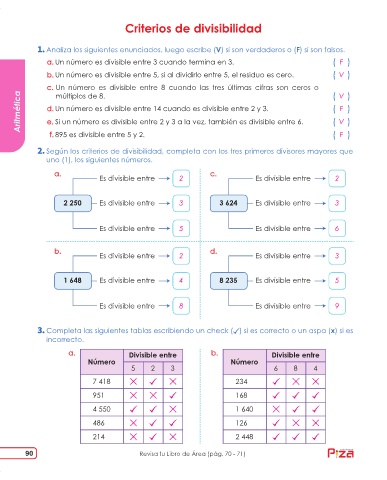 Criterios de divisibilidad
Aritmética
1. Analiza los siguientes enunciados, luego escribe (V) si son verdaderos o (F) si son falsos.
a. Un número es divisible entre 3 cuando termina en 3. ( F )
b. Un número es divisible entre 5, si al dividirlo entre 5, el residuo es cero. ( V )
c. Un número es divisible entre 8 cuando las tres últimas cifras son ceros o
múltiplos de 8. ( V )
d. Un número es divisible entre 14 cuando es divisible entre 2 y 3. ( F )
e. Si un número es divisible entre 2 y 3 a la vez, también es divisible entre 6. ( V )
f. 895 es divisible entre 5 y 2. ( F )
2. Según los criterios de divisibilidad, completa con los tres primeros divisores mayores que
uno (1), los siguientes números.
a.
Es divisible entre → 2
2 250 Es divisible entre → 3
Es divisible entre → 5
c.
Es divisible entre → 2
3 624 Es divisible entre → 3
Es divisible entre → 6
b.
Es divisible entre → 2
1 648 Es divisible entre → 4
Es divisible entre → 8
d.
Es divisible entre → 3
8 235 Es divisible entre → 5
Es divisible entre → 9
3. Completa las siguientes tablas escribiendo un check (✓) si es correcto o un aspa (x) si es
incorrecto.
a.
Número Divisible entre
5 2 3
7 418 ✗ ✓ ✗
951 ✗ ✗ ✓
4 550 ✓ ✓ ✗
486 ✗ ✓ ✓
214 ✗ ✓ ✗
b.
Número Divisible entre
6 8 4
234 ✓ ✗ ✗
168 ✓ ✓ ✓
1 640 ✗ ✓ ✓
126 ✓ ✗ ✗
2 448 ✓ ✓ ✓
90
Revisa tu Libro de Área (pág. 70 - 71)
Piza